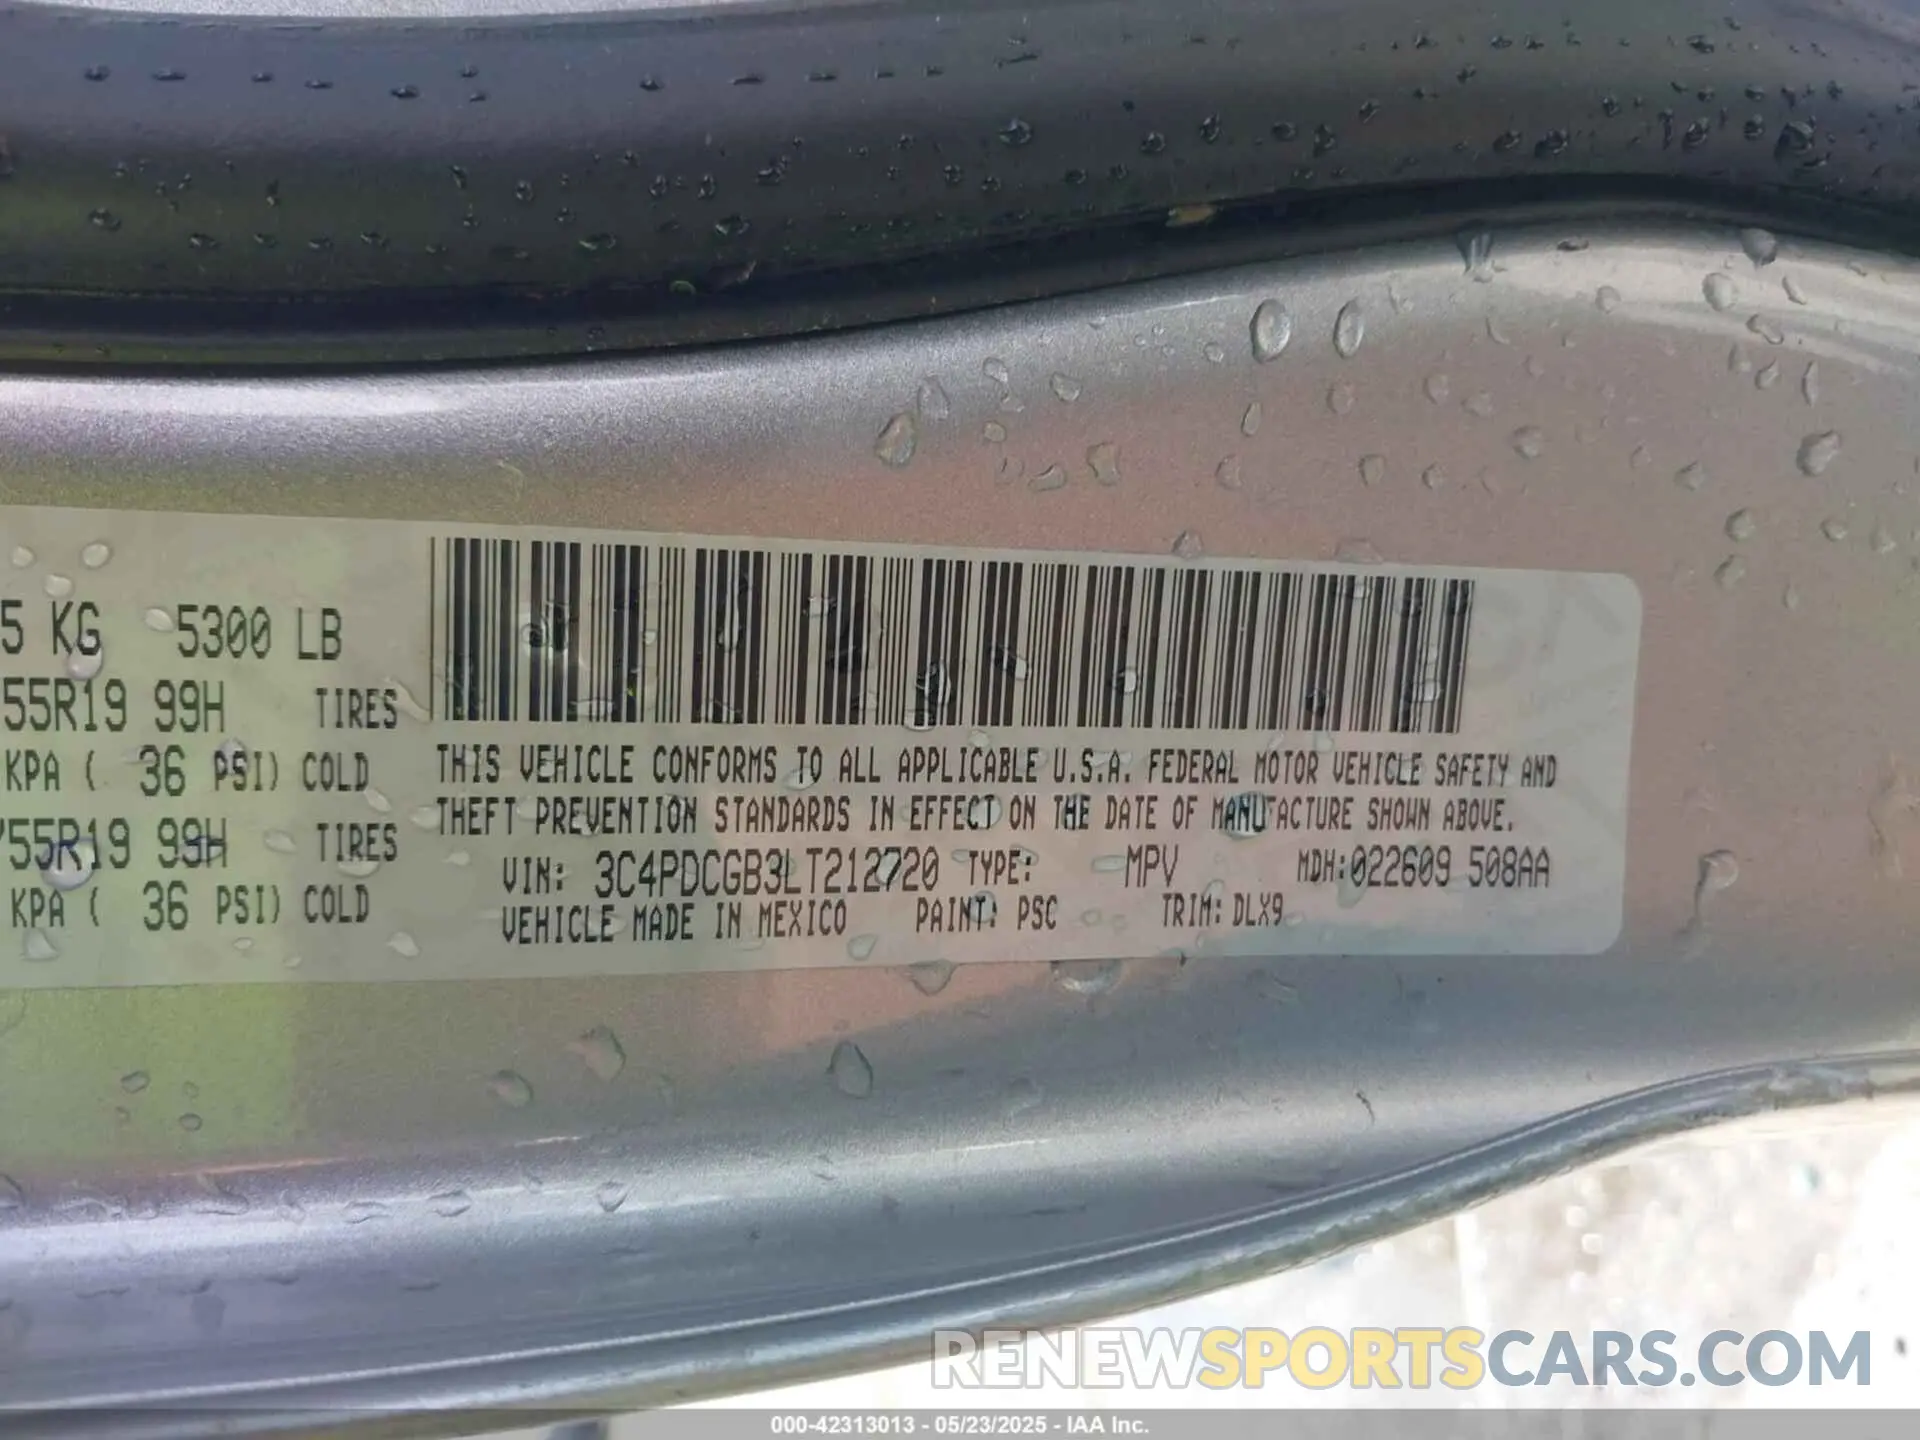 5 KG 5300 LB
55R19 99H TIRES
KPA ( 36 PSI) COLD
/55R19 99H TIRES
KPA ( 36 PSI) COLD
THIS VEHICLE CONFORMS TO ALL APPLICABLE U.S.A. FEDERAL MOTOR VEHICLE SAFETY AND
THEFT PREVENTION STANDARDS IN EFFECT ON THE DATE OF MANUFACTURE SHOWN ABOVE.
VIN: 3C4PDCGB3LT212720 TYPE: MPV MDH:022609 508AA
VEHICLE MADE IN MEXICO PAINT: PSC TRIM: DLX9
RENEWSPORTSCARS.COM
000-42313013 - 05/23/2025 - IAA Inc.